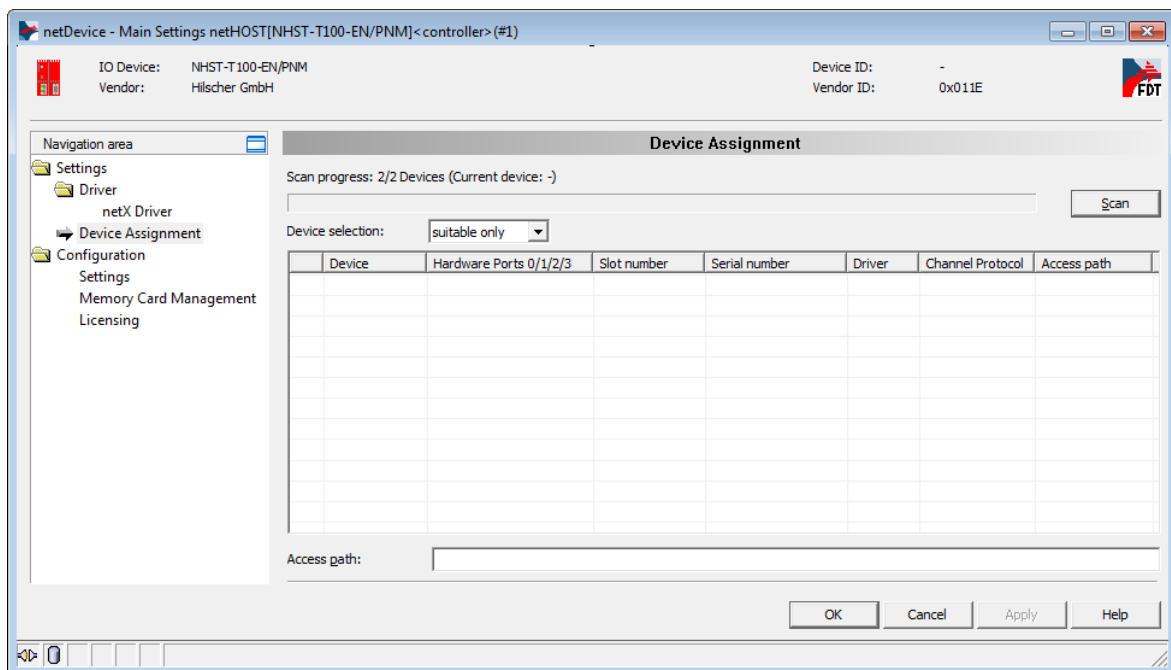 netDevice - Main Settings netHOST[NHST-T100-EN/PNM]<controller>(#1)
IO Device: NHST-T100-EN/PNM Device ID: -
Vendor: Hilscher GmbH Vendor ID: 0x011E
FDT
Navigation area
Settings
Driver
netX Driver
Device Assignment
Configuration
Settings
Memory Card Management
Licensing
Device Assignment
Scan progress: 2/2 Devices (Current device: -)
Scan
Device selection: suitable only
Device Hardware Ports 0/1/2/3 Slot number Serial number Driver Channel Protocol Access path
Access path:
OK Cancel Apply Help